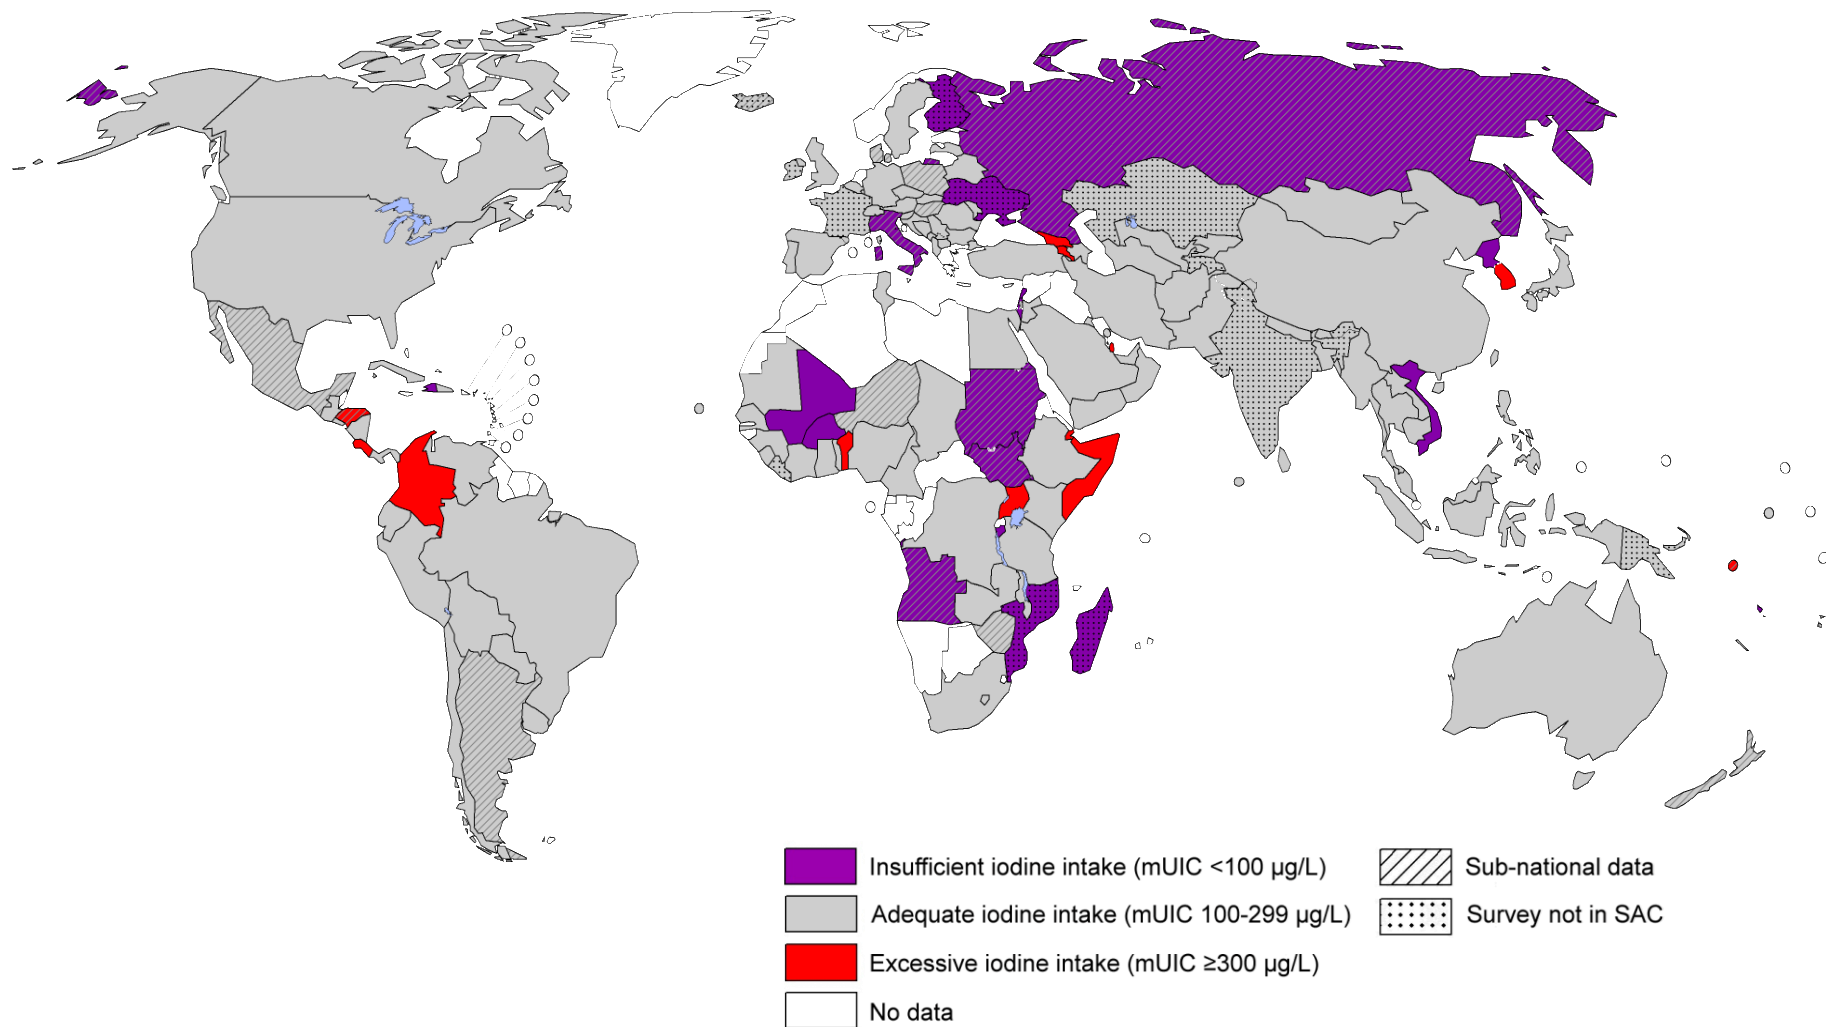 Insufficient iodine intake (mUIC <100 µg/L)
Adequate iodine intake (mUIC 100-299 µg/L)
Excessive iodine intake (mUIC ≥300 µg/L)
No data
Sub-national data
Survey not in SAC